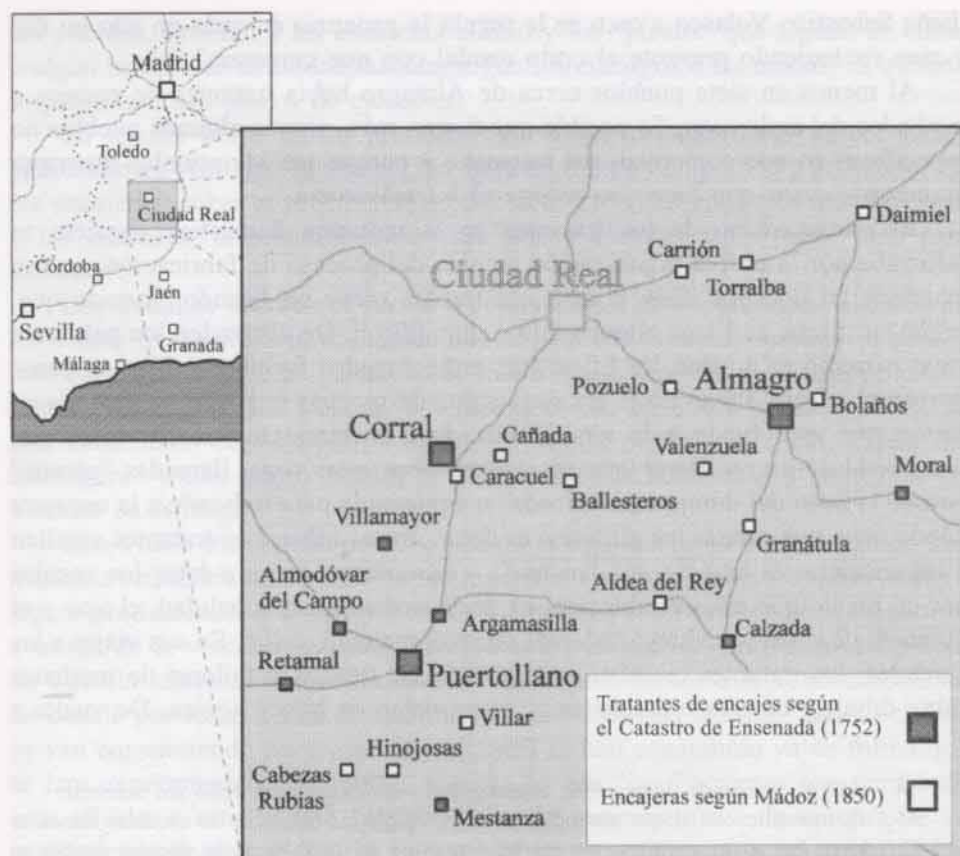 Madrid
Toledo
Ciudad Real
Córdoba
Jaén
Sevilla
Granada
Málaga
Daimiel
Carrión
Torralba
Ciudad Real
Pozuelo
Almagro
Bolaños
Corral
Cañada
Valenzuela
Moral
Caracuel
Ballesteros
Villamayor
Granátula
Almodóvar
del Campo
Aldea del Rey
Argamasilla
Calzada
Retamal
Puertollano
Villar
Hinojosas
Cabezas
Rubias
Mestanza
Tratantes de encajes según
el Catastro de Ensenada (1752)
Encajeras según Mádoz (1850)